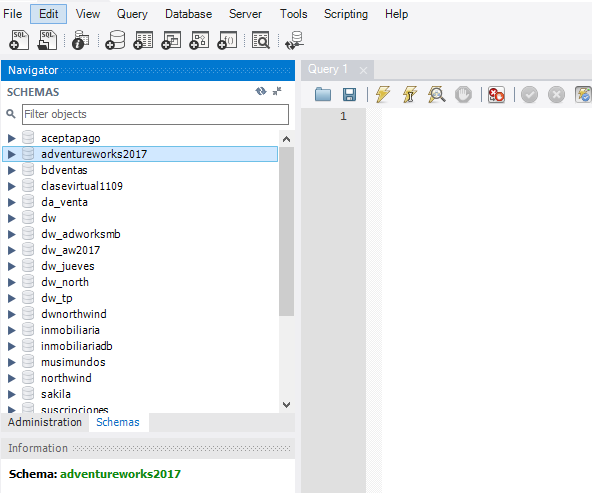 File Edit View Query Database Server Tools Scripting Help
SQL SQL
Navigator
SCHEMAS
Filter objects
aceptapago
adventureworks2017
bdventas
clasevirtual1109
da_venta
dw
dw_adworksmb
dw_aw2017
dw_jueves
dw_north
dw_tp
dwnorthwind
inmobiliaria
inmobiliariadb
musimundos
northwind
sakila
suscripciones
Administration Schemas
Information
Schema: adventureworks2017
Query 1
1